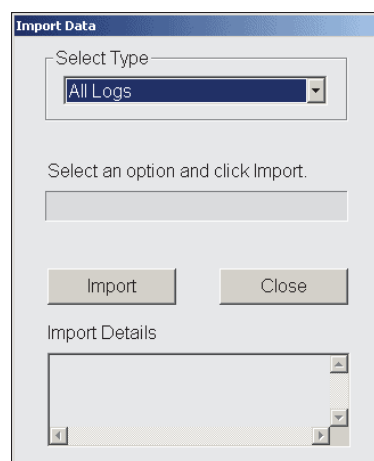 Import Data
Select Type
All Logs
Select an option and click Import.
Import
Close
Import Details